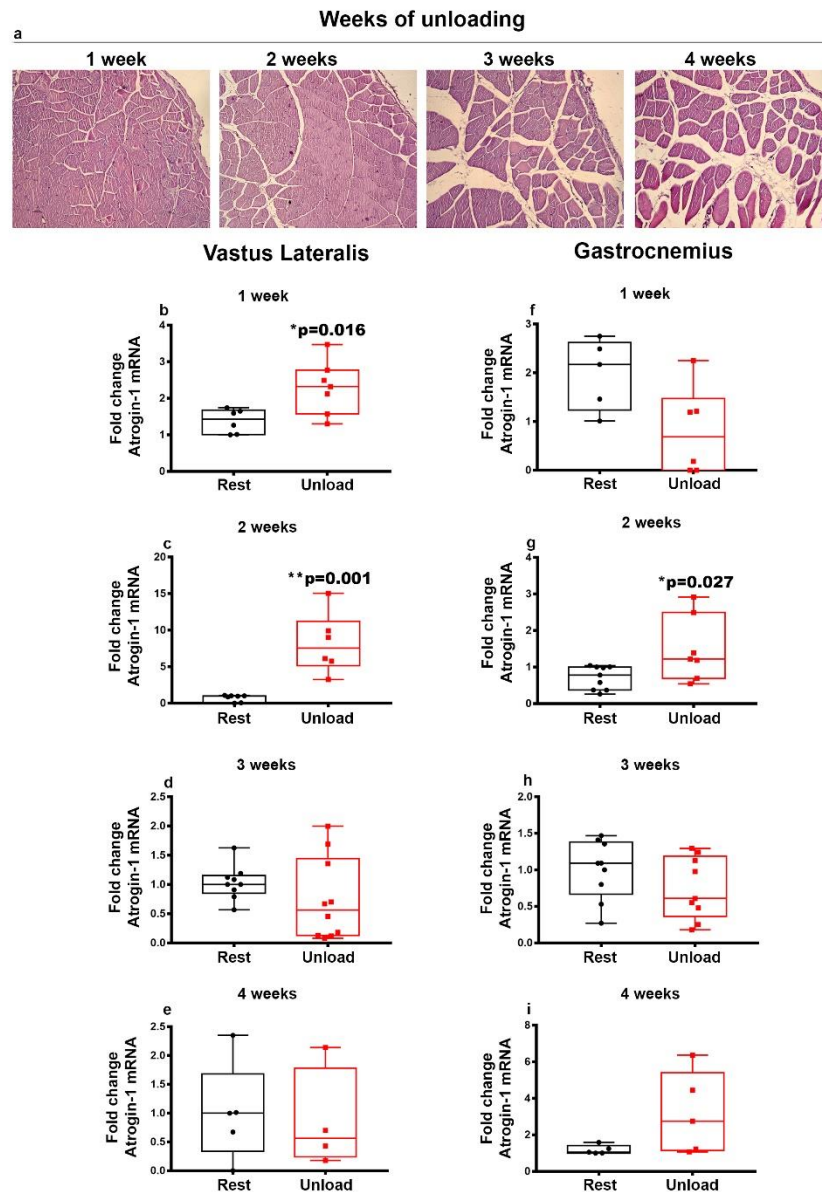 Weeks of unloading
a
1 week 2 weeks 3 weeks 4 weeks
Vastus Lateralis Gastrocnemius
1 week
b
*p=0.016
Fold change
Atrogin-1 mRNA
4
3
2
1
0
Rest Unload
1 week
f
Fold change
Atrogin-1 mRNA
3
2
1
0
Rest Unload
2 weeks
c
**p=0.001
Fold change
Atrogin-1 mRNA
20
15
10
5
0
Rest Unload
2 weeks
g
*p=0.027
Fold change
Atrogin-1 mRNA
4
3
2
1
0
Rest Unload
3 weeks
d
Fold change
Atrogin-1 mRNA
2.5
2.0
1.5
1.0
0.5
0.0
Rest Unload
3 weeks
h
Fold change
Atrogin-1 mRNA
2.0
1.5
1.0
0.5
0.0
Rest Unload
4 weeks
e
Fold change
Atrogin-1 mRNA
2.5
2.0
1.5
1.0
0.5
0.0
Rest Unload
4 weeks
i
Fold change
Atrogin-1 mRNA
8
6
4
2
0
Rest Unload